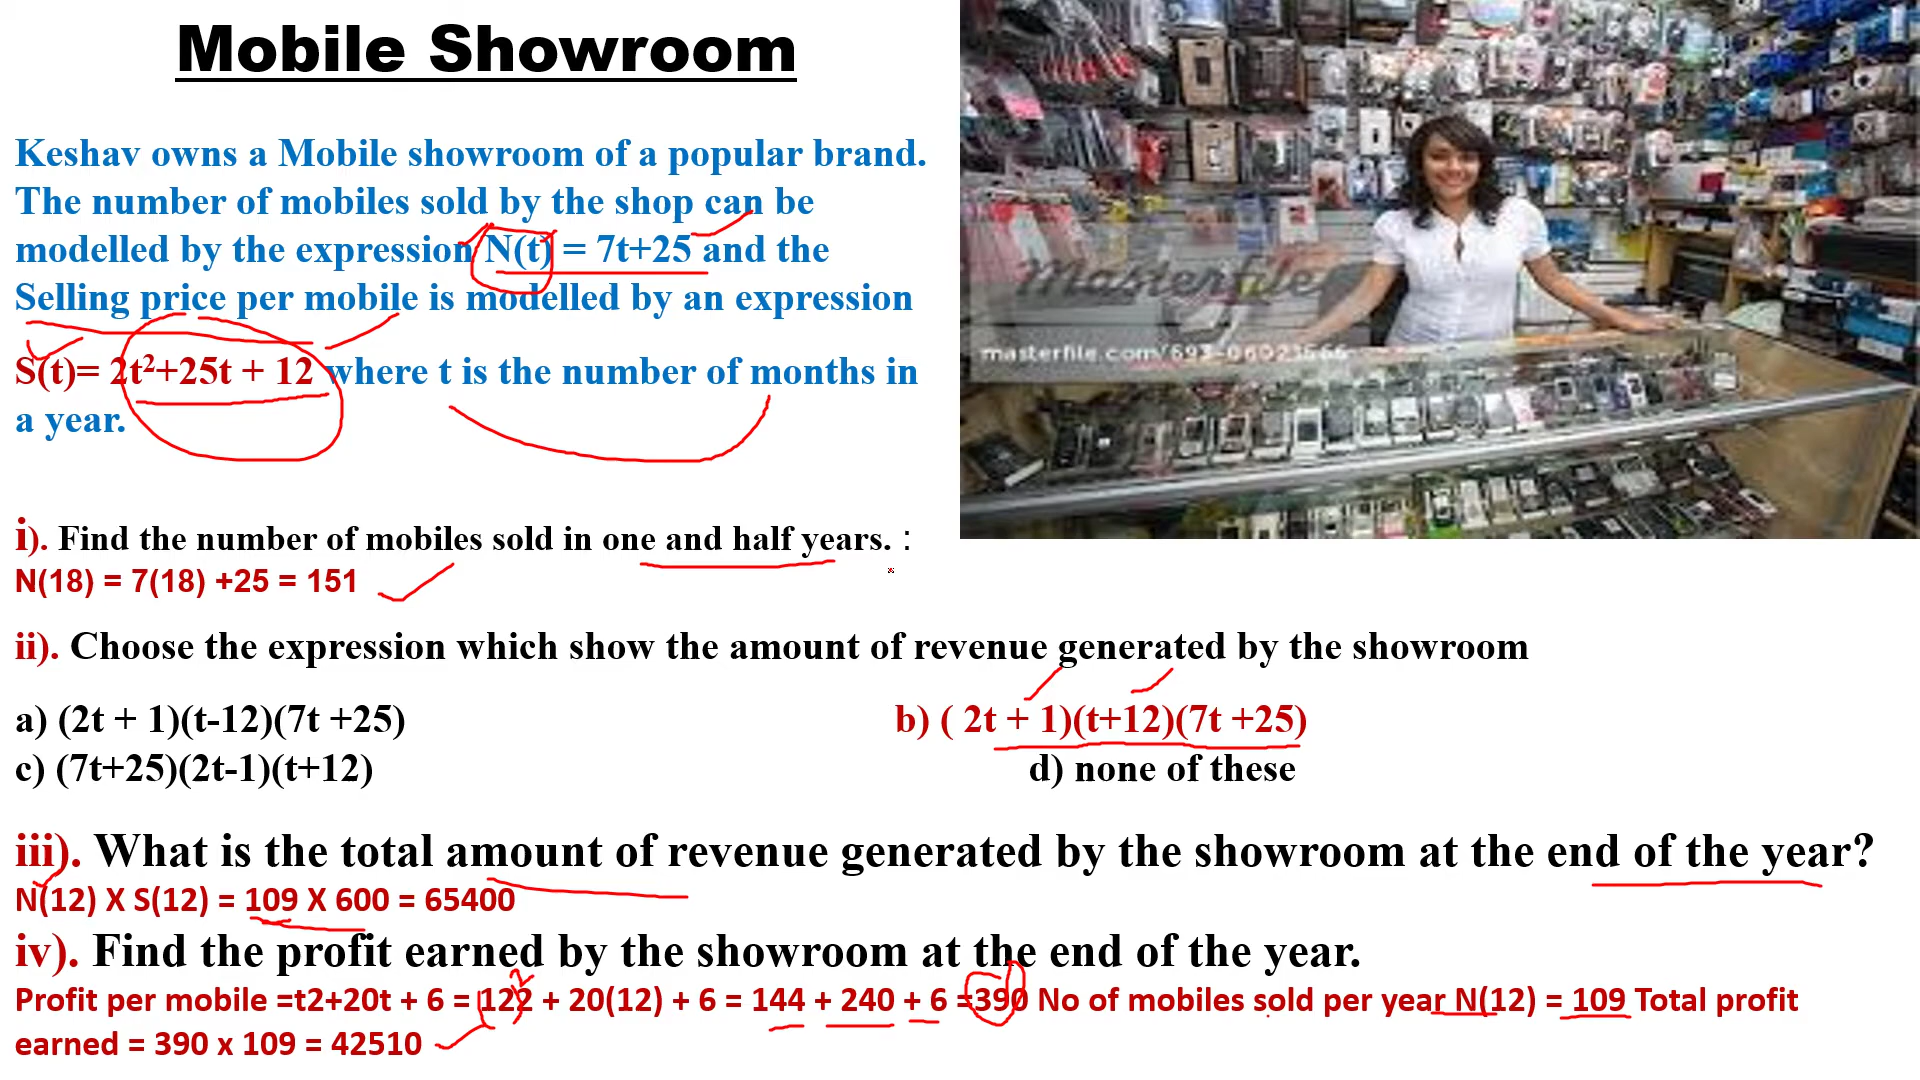 Mobile Showroom
Keshav owns a Mobile showroom of a popular brand.
The number of mobiles sold by the shop can be
modelled by the expression N(t) = 7t+25 and the
Selling price per mobile is modelled by an expression
S(t)= 2t²+25t + 12 where t is the number of months in
a year.
masterfile
masterfile.com/693-06023566
i). Find the number of mobiles sold in one and half years. :
N(18) = 7(18) +25 = 151
ii). Choose the expression which show the amount of revenue generated by the showroom
a) (2t + 1)(t-12)(7t +25) b) ( 2t + 1)(t+12)(7t +25)
c) (7t+25)(2t-1)(t+12) d) none of these
iii). What is the total amount of revenue generated by the showroom at the end of the year?
N(12) X S(12) = 109 X 600 = 65400
iv). Find the profit earned by the showroom at the end of the year.
2
Profit per mobile =t2+20t + 6 = 122 + 20(12) + 6 = 144 + 240 + 6 =390 No of mobiles sold per year N(12) = 109 Total profit
earned = 390 x 109 = 42510